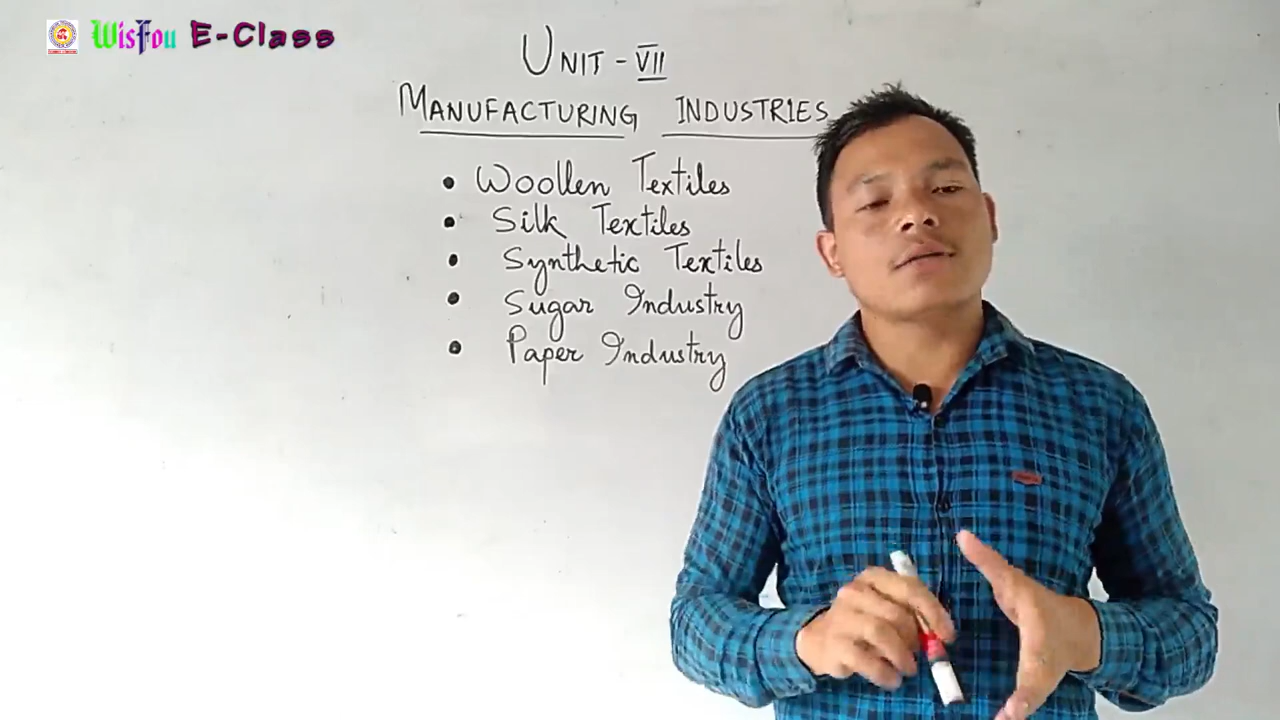 WisFou E-Class
UNIT - VII
MANUFACTURING INDUSTRIES
• Woollen Textiles
• Silk Textiles
• Synthetic Textiles
• Sugar Industry
• Paper Industry